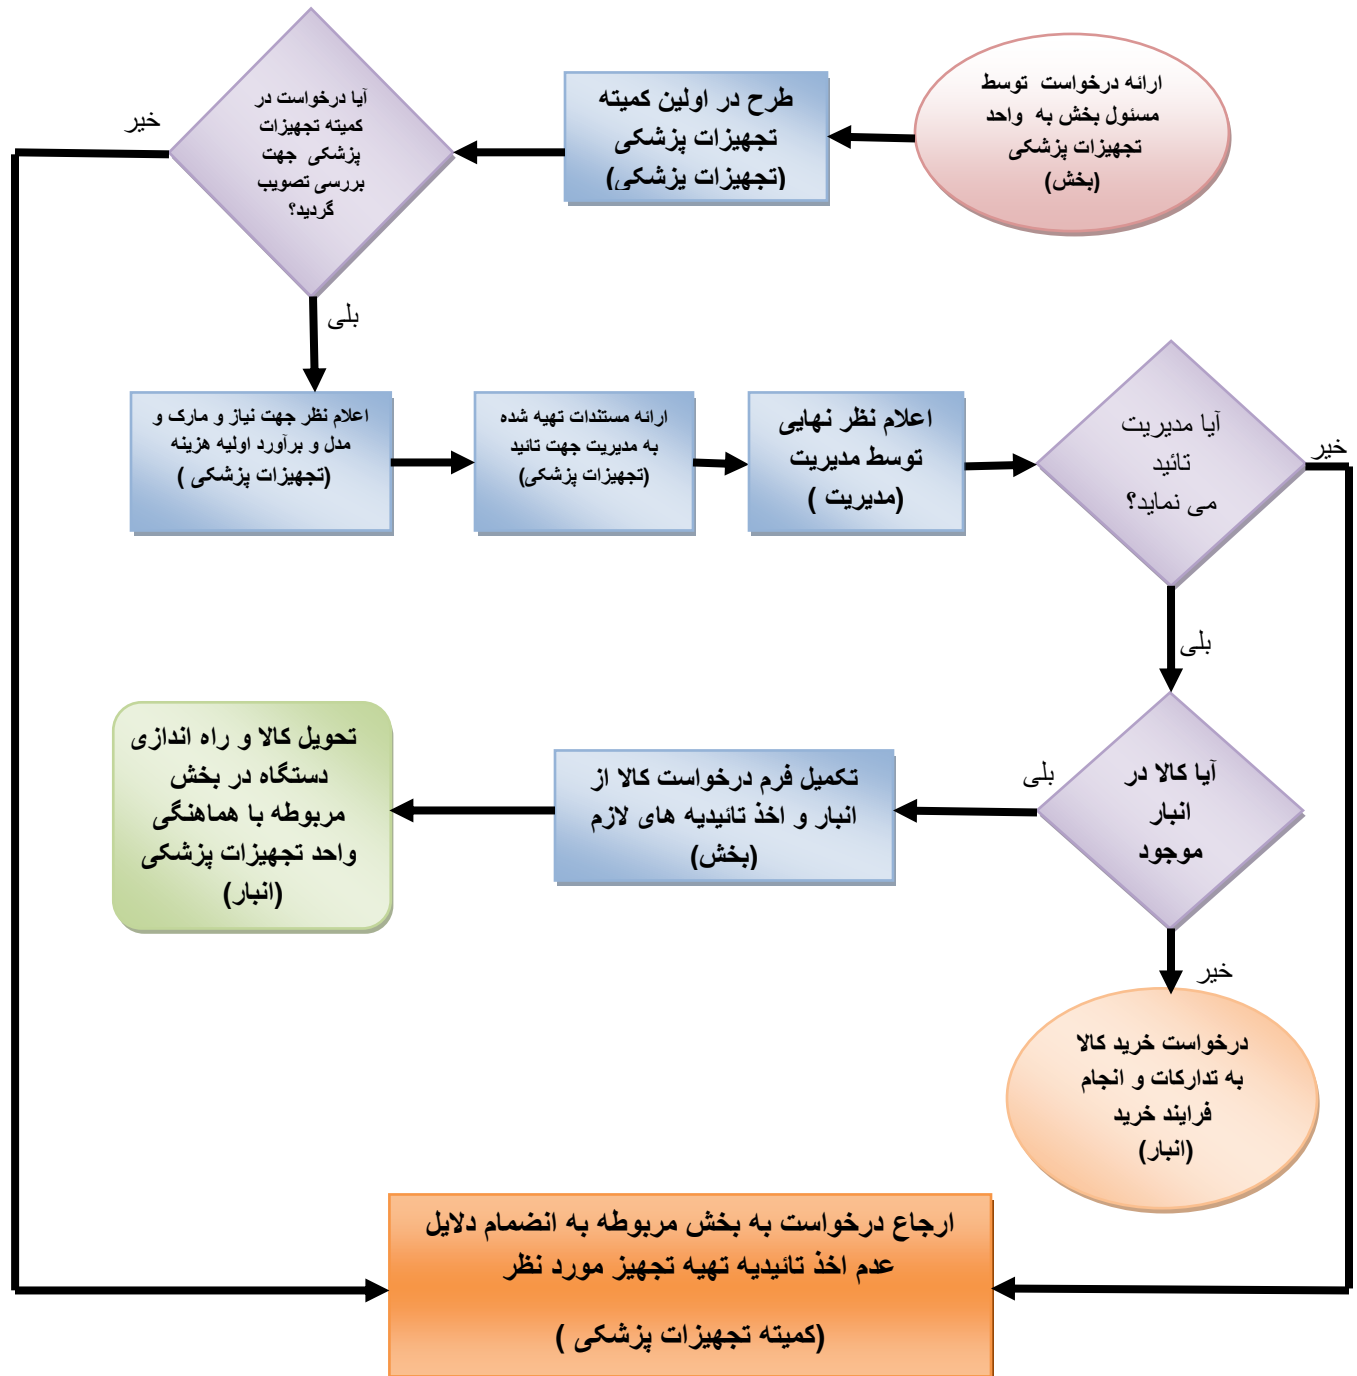 ارائه درخواست توسط
مسئول بخش به واحد
تجهیزات پزشکی
(بخش)
طرح در اولین کمیته
تجهیزات پزشکی
(تجهیزات پزشکی)
آیا درخواست در
کمیته تجهیزات
پزشکی جهت
بررسی تصویب
گردید؟
خیر
بلی
اعلام نظر جهت نیاز و مارک و
مدل و برآورد اولیه هزینه
(تجهیزات پزشکی )
ارائه مستندات تهیه شده
به مدیریت جهت تائید
(تجهیزات پزشکی)
اعلام نظر نهایی
توسط مدیریت
(مدیریت )
آیا مدیریت
تائید
می نماید؟
خیر
بلی
آیا کالا در
انبار
موجود
بلی
تکمیل فرم درخواست کالا از
انبار و اخذ تائیدیه های لازم
(بخش)
تحویل کالا و راه اندازی
دستگاه در بخش
مربوطه با هماهنگی
واحد تجهیزات پزشکی
(انبار)
خیر
درخواست خرید کالا
به تدارکات و انجام
فرایند خرید
(انبار)
ارجاع درخواست به بخش مربوطه به انضمام دلایل
عدم اخذ تائیدیه تهیه تجهیز مورد نظر
(کمیته تجهیزات پزشکی )